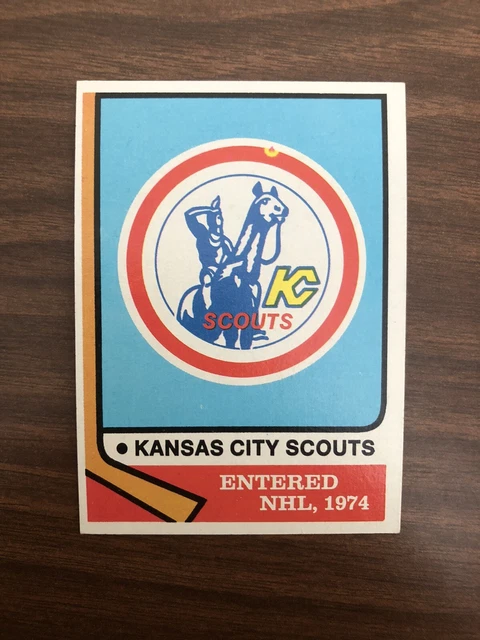 KC
SCOUTS
● KANSAS CITY SCOUTS
ENTERED
NHL, 1974